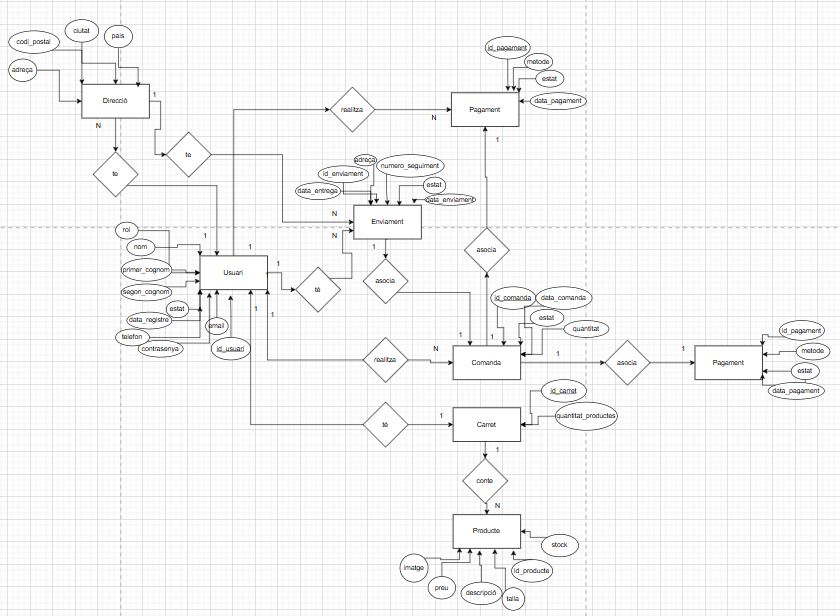 ciutat
codi_postal
país
adreça
Direcció
1
N
te
te
realitza
N
id_pagament
metode
estat
data_pagament
Pagament
1
adreça
numero_seguiment
id_enviament
estat
data_entrega
data_enviament
N
Enviament
N
1
asocia
asocia
rol
1
1
nom
primer_cognom
segon_cognom
Usuari
1
té
estat
data_registre
email
telefon
contrasenya
id_usuari
1
1
realitza
N
id_comanda
data_comanda
estat
quantitat
1
1
Comanda
1
asocia
1
Pagament
id_pagament
metode
estat
data_pagament
té
1
Carret
id_carret
quantitat_productes
1
conte
N
Producte
stock
imatge
preu
descripció
talla
id_producte